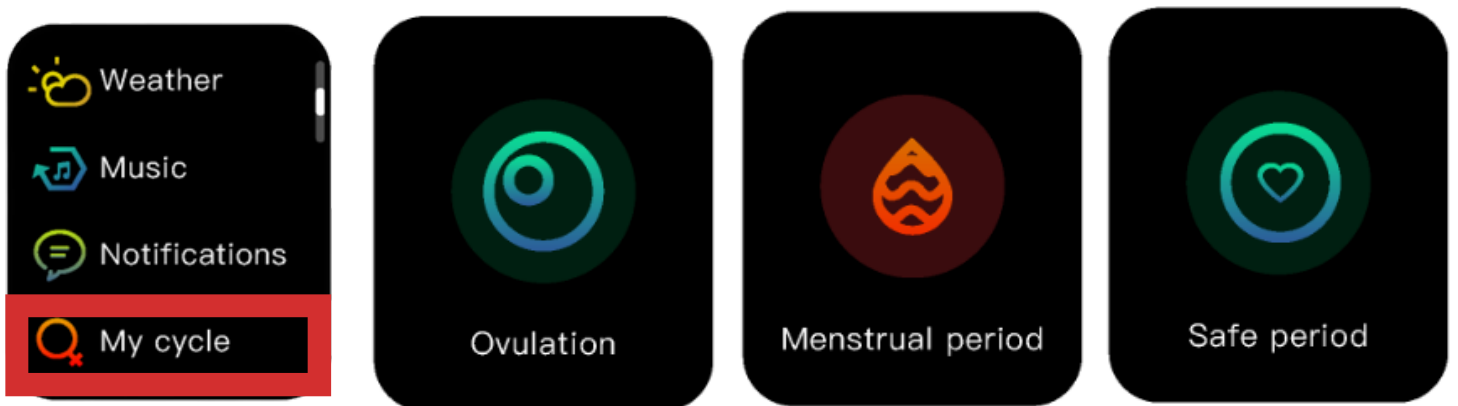 Weather
Music
Notifications
My cycle
Ovulation
Menstrual period
Safe period